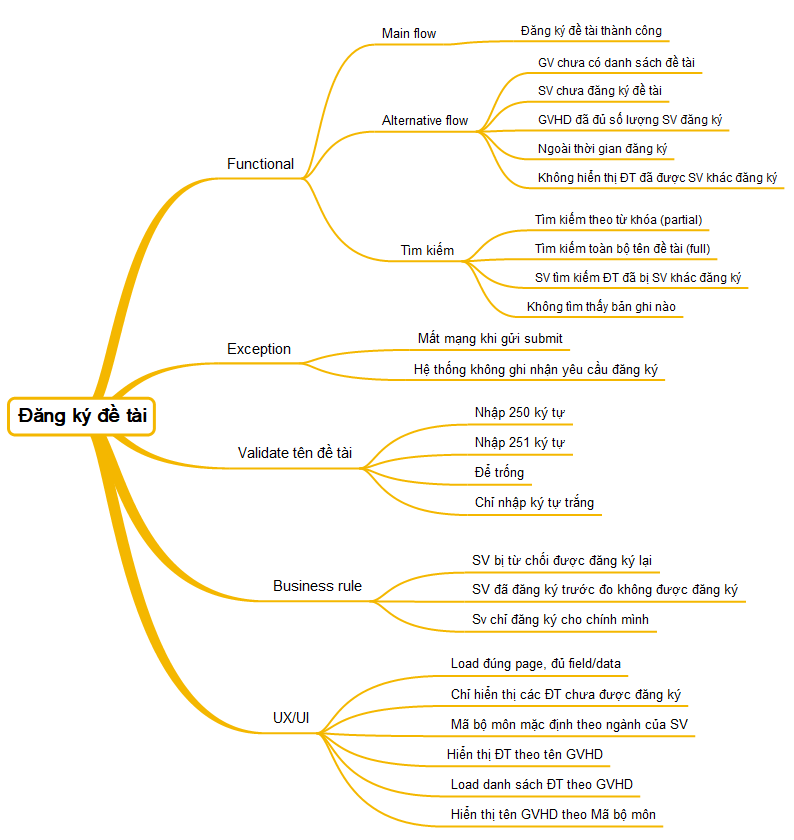 Đăng ký đề tài
Functional
Main flow
Đăng ký đề tài thành công
Alternative flow
GV chưa có danh sách đề tài
SV chưa đăng ký đề tài
GVHD đã đủ số lượng SV đăng ký
Ngoài thời gian đăng ký
Không hiển thị ĐT đã được SV khác đăng ký
Tìm kiếm
Tìm kiếm theo từ khóa (partial)
Tìm kiếm toàn bộ tên đề tài (full)
SV tìm kiếm ĐT đã bị SV khác đăng ký
Không tìm thấy bản ghi nào
Exception
Mất mạng khi gửi submit
Hệ thống không ghi nhận yêu cầu đăng ký
Validate tên đề tài
Nhập 250 ký tự
Nhập 251 ký tự
Để trống
Chỉ nhập ký tự trắng
Business rule
SV bị từ chối được đăng ký lại
SV đã đăng ký trước đo không được đăng ký
Sv chỉ đăng ký cho chính mình
UX/UI
Load đúng page, đủ field/data
Chỉ hiển thị các ĐT chưa được đăng ký
Mã bộ môn mặc định theo ngành của SV
Hiển thị ĐT theo tên GVHD
Load danh sách ĐT theo GVHD
Hiển thị tên GVHD theo Mã bộ môn